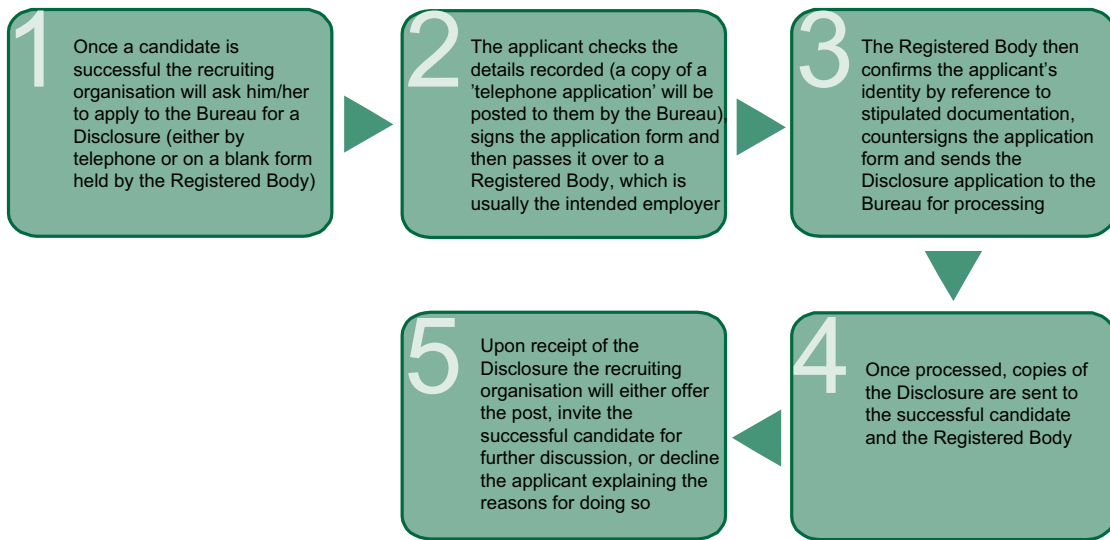 1
Once a candidate is
successful the recruiting
organisation will ask him/her
to apply to the Bureau for a
Disclosure (either by
telephone or on a blank form
held by the Registered Body)
2
The applicant checks the
details recorded (a copy of a
’telephone application’ will be
posted to them by the Bureau),
signs the application form and
then passes it over to a
Registered Body, which is
usually the intended employer
3
The Registered Body then
confirms the applicant’s
identity by reference to
stipulated documentation,
countersigns the application
form and sends the
Disclosure application to the
Bureau for processing
4
Once processed, copies of
the Disclosure are sent to
the successful candidate
and the Registered Body
5
Upon receipt of the
Disclosure the recruiting
organisation will either offer
the post, invite the
successful candidate for
further discussion, or decline
the applicant explaining the
reasons for doing so